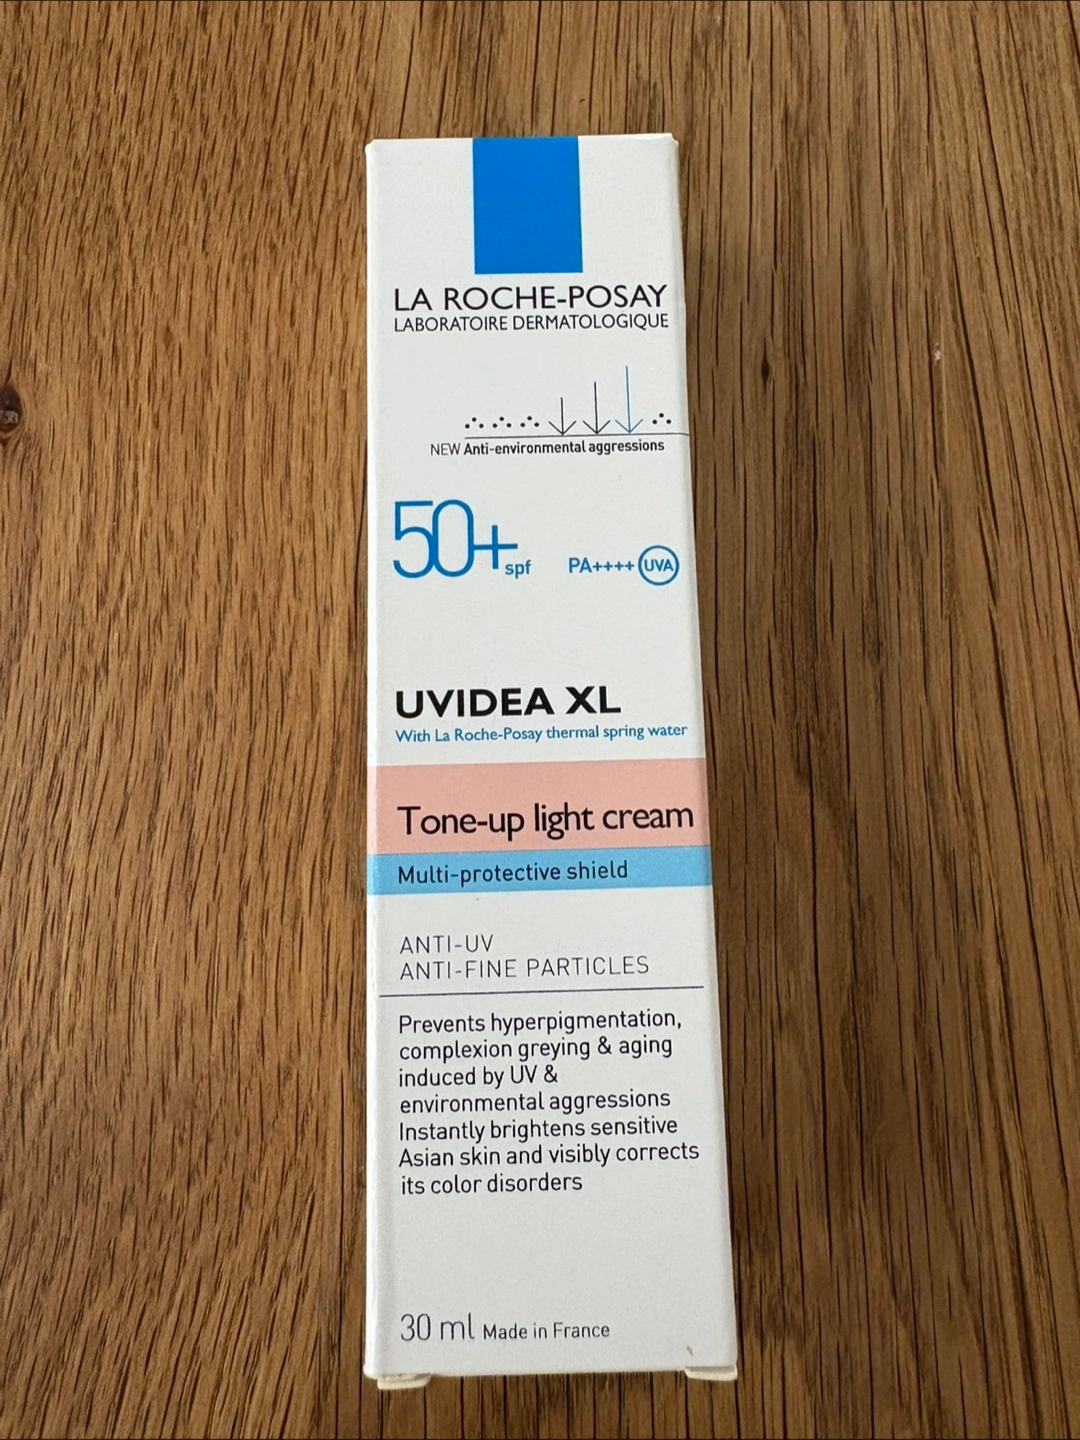 LA ROCHE-POSAY
LABORATOIRE DERMATOLOGIQUE
NEW Anti-environmental aggressions
50+ spf PA++++ UVA
UVIDEA XL
With La Roche-Posay thermal spring water
Tone-up light cream
Multi-protective shield
ANTI-UV
ANTI-FINE PARTICLES
Prevents hyperpigmentation,
complexion greying & aging
induced by UV &
environmental aggressions
Instantly brightens sensitive
Asian skin and visibly corrects
its color disorders
30 ml Made in France